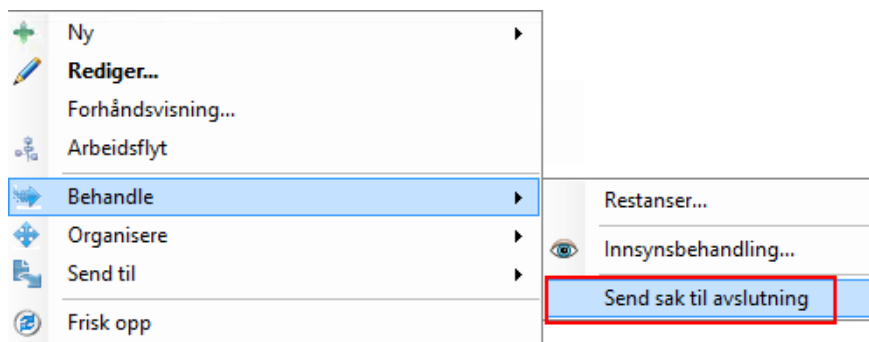 Ny
Rediger...
Forhåndsvisning...
Arbeidsflyt
Behandle
Organisere
Send til
Frisk opp
Restanser...
Innsynsbehandling...
Send sak til avslutning